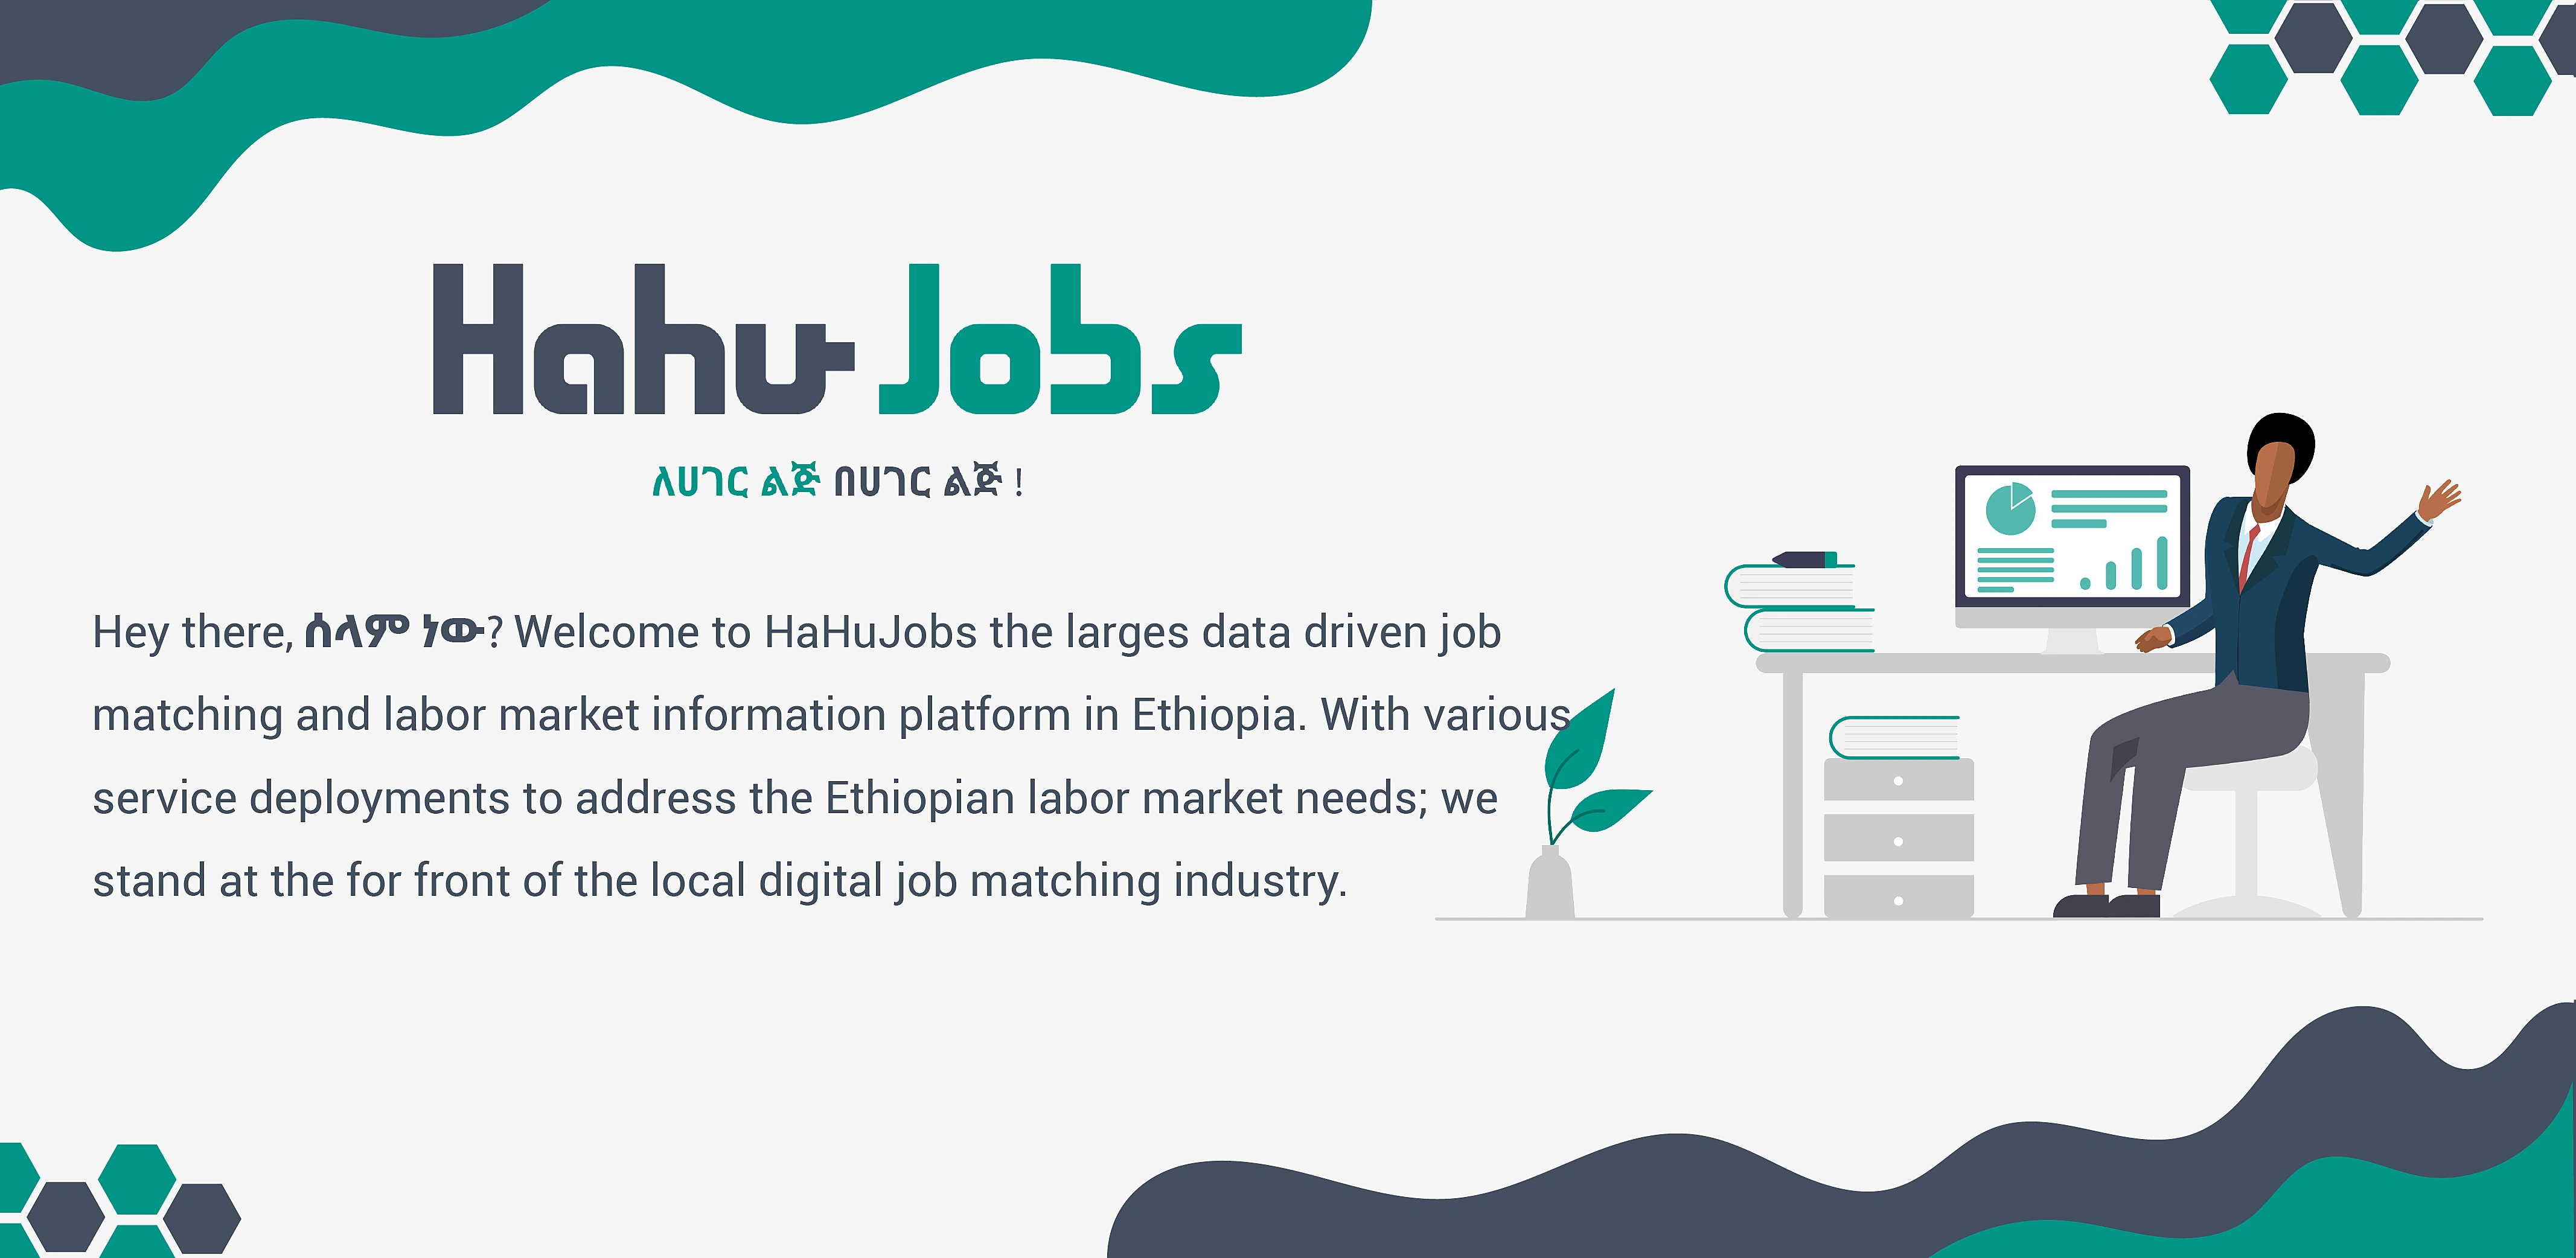 Hahu Jobs
ለሀገር ልጅ በሀገር ልጅ !
Hey there, ሰላም ነው? Welcome to HaHuJobs the larges data driven job
matching and labor market information platform in Ethiopia. With various
service deployments to address the Ethiopian labor market needs; we
stand at the for front of the local digital job matching industry.